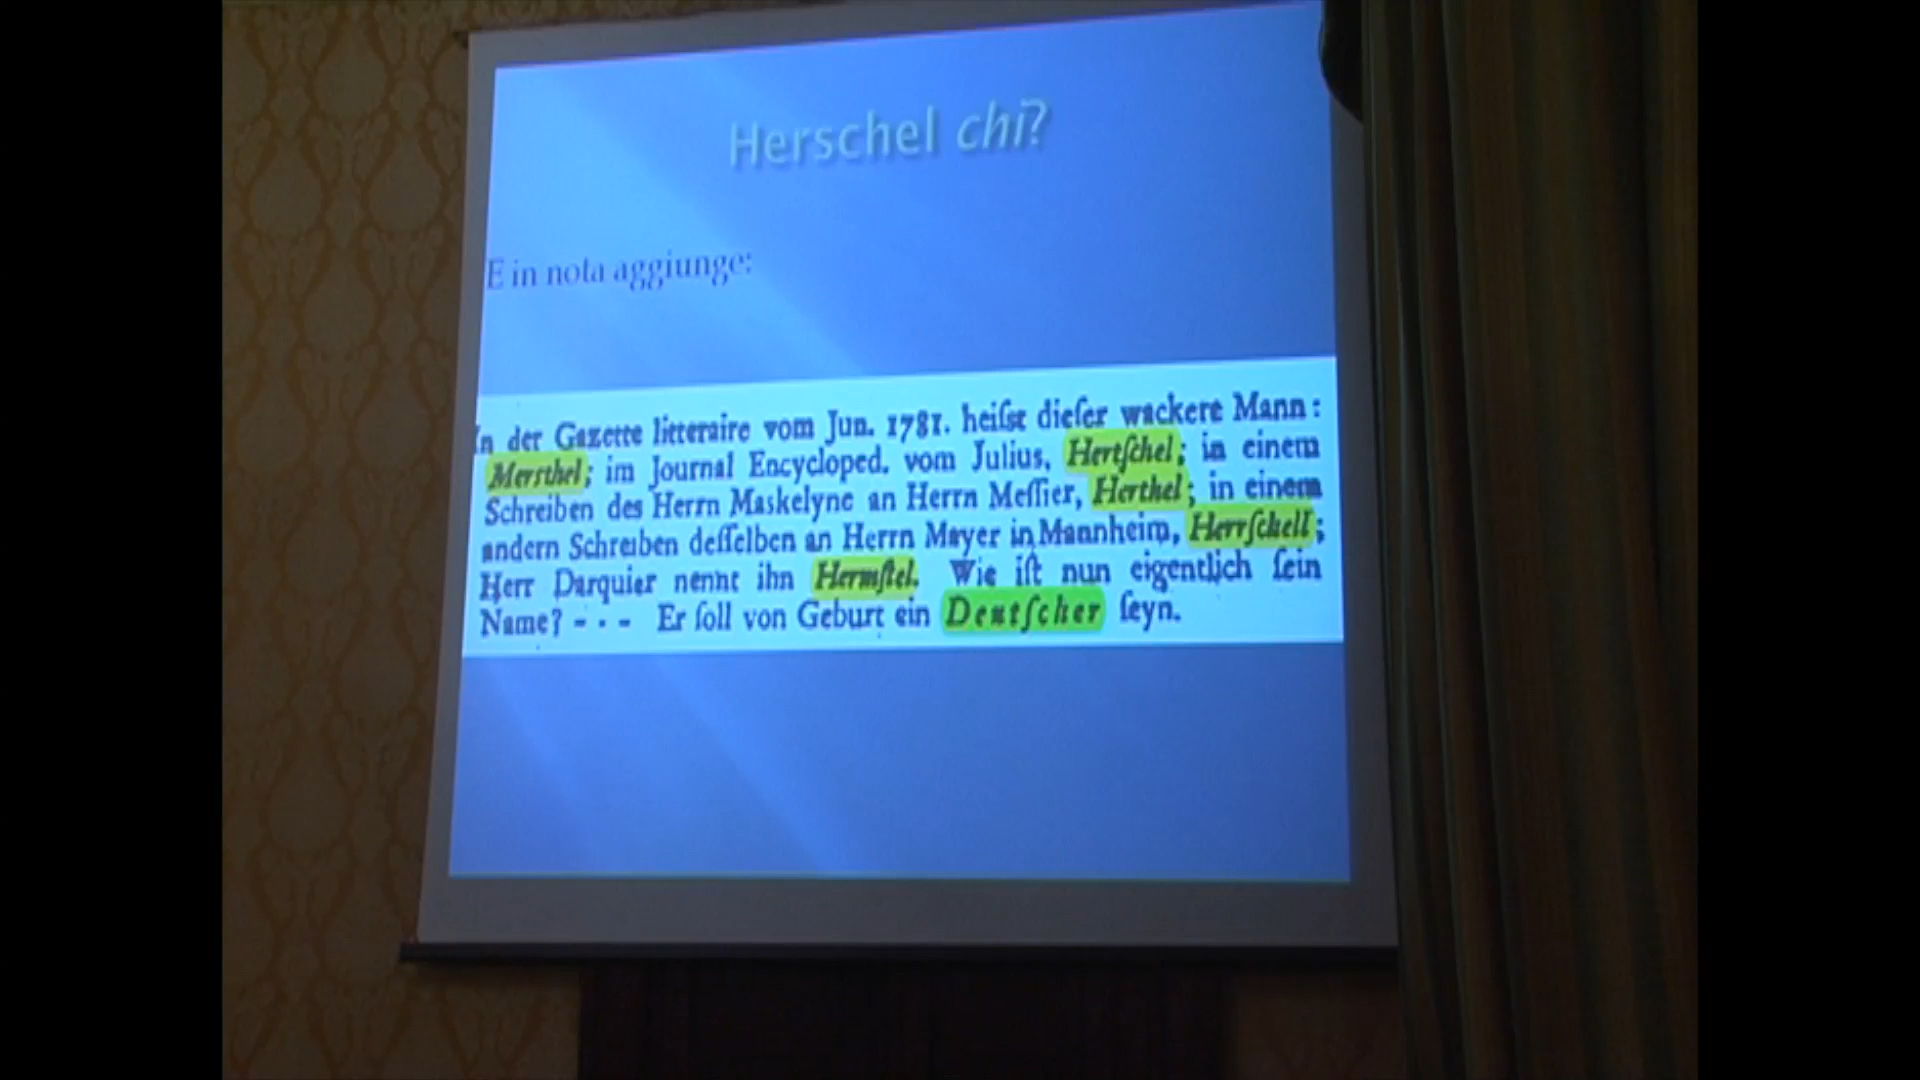 Herschel chi?
E in nota aggiunge:
In der Gazette litteraire vom Jun. 1781. heiſst dieſer wackere Mann:
Mersthel; im Journal Encycloped. vom Julius, Hertſchel; in einem
Schreiben des Herrn Maskelyne an Herrn Meſſier, Herthel; in einem
andern Schreiben deſſelben an Herrn Mayer in Mannheim, Herrſchell;
Herr Darquier nennt ihn Hermſtel. Wie iſt nun eigentlich ſein
Name? - - - Er ſoll von Geburt ein Deutſcher ſeyn.